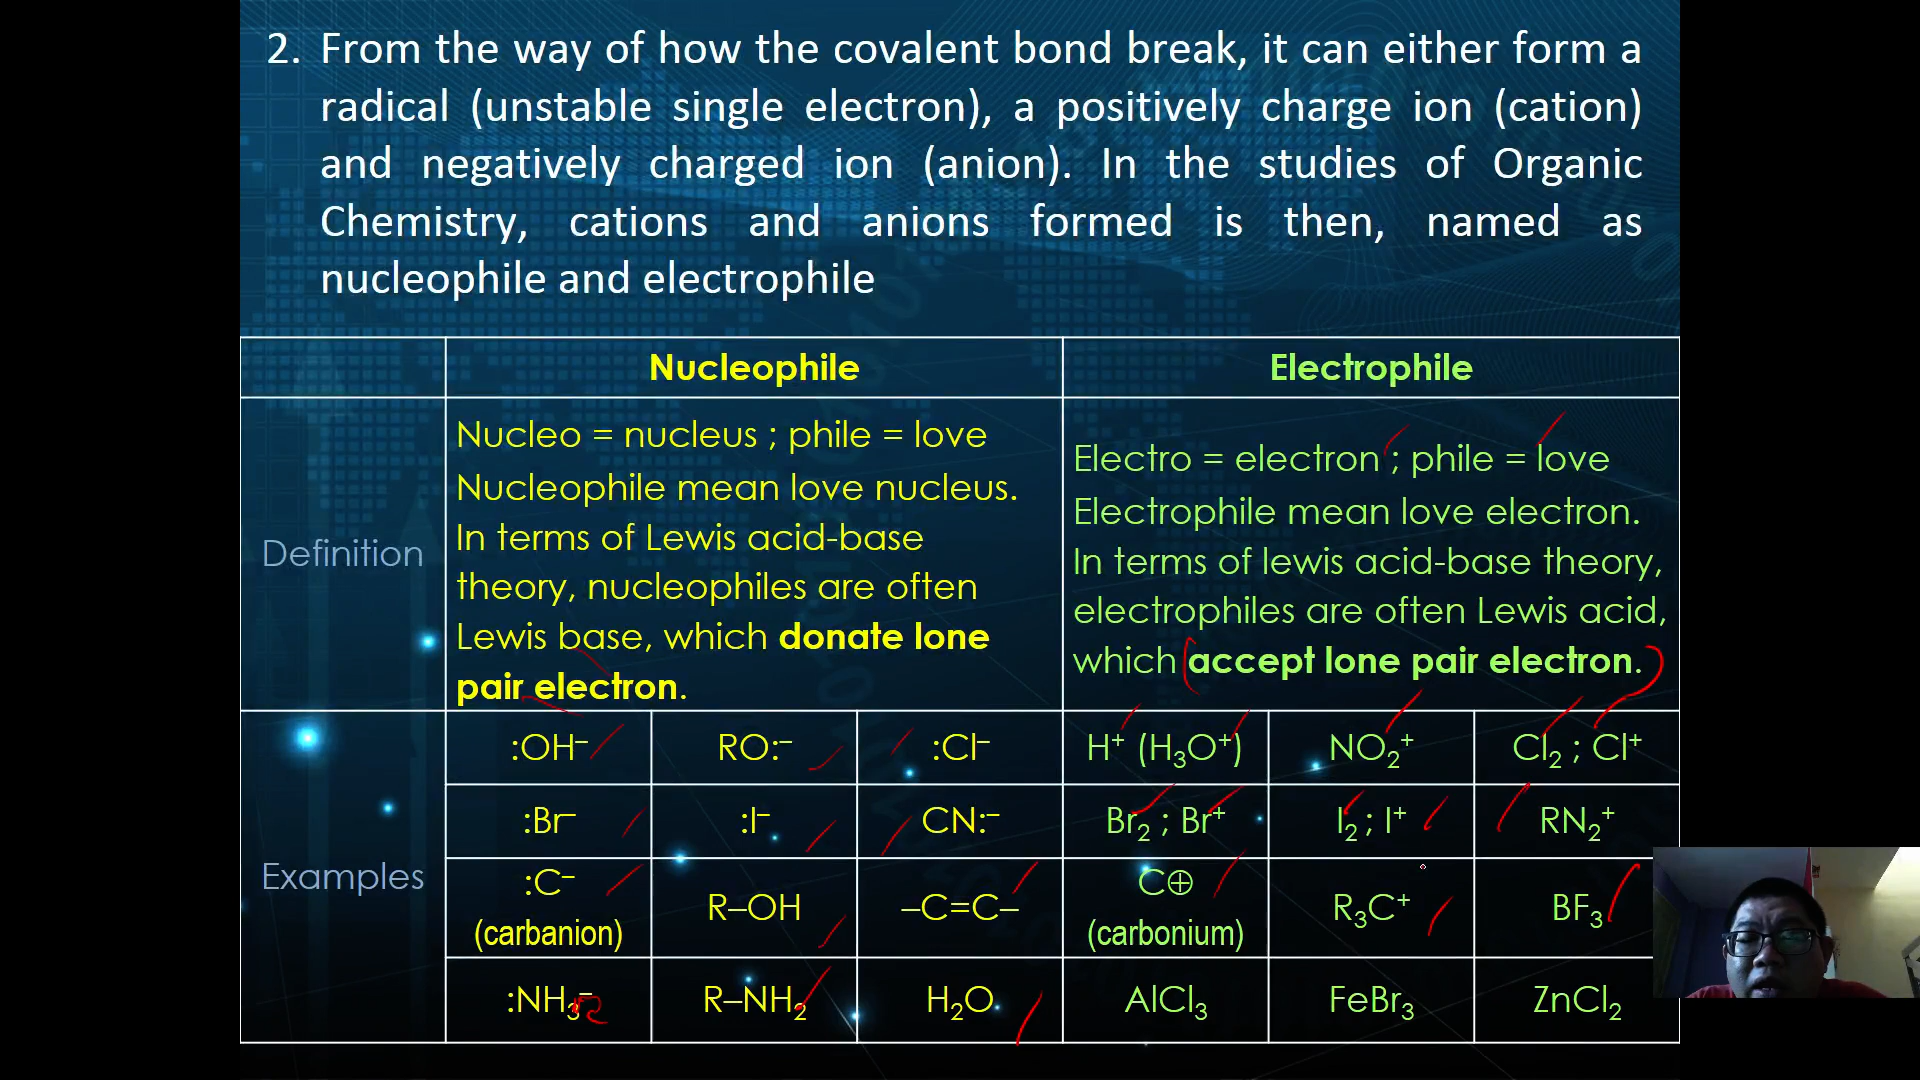 2. From the way of how the covalent bond break, it can either form a
radical (unstable single electron), a positively charge ion (cation)
and negatively charged ion (anion). In the studies of Organic
Chemistry, cations and anions formed is then, named as
nucleophile and electrophile
Nucleophile
Electrophile
Definition
Nucleo = nucleus ; phile = love
Nucleophile mean love nucleus.
In terms of Lewis acid-base
theory, nucleophiles are often
Lewis base, which donate lone
pair electron.
Electro = electron ; phile = love
Electrophile mean love electron.
In terms of lewis acid-base theory,
electrophiles are often Lewis acid,
which accept lone pair electron.
Examples
:OH⁻
RO:⁻
:Cl⁻
H⁺ (H₃O⁺)
NO₂⁺
Cl₂ ; Cl⁺
:Br⁻
:I⁻
CN:⁻
Br₂ ; Br⁺
I₂ ; I⁺
RN₂⁺
:C⁻
(carbanion)
R–OH
–C=C–
C⊕
(carbonium)
R₃C⁺
BF₃
:NH₃⁻ 2
R–NH₂
H₂O
AlCl₃
FeBr₃
ZnCl₂